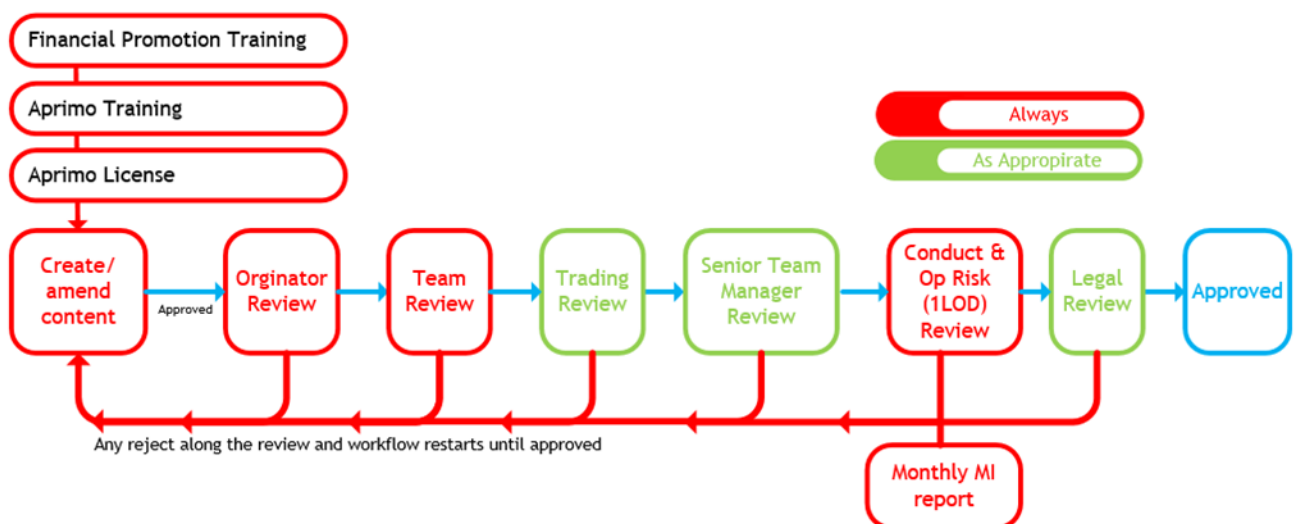 Financial Promotion Training
Aprimo Training
Aprimo License
Always
As Appropirate
Create/
amend
content
Approved
Orginator
Review
Team
Review
Trading
Review
Senior Team
Manager
Review
Conduct &
Op Risk
(1LOD)
Review
Legal
Review
Approved
Any reject along the review and workflow restarts until approved
Monthly MI
report